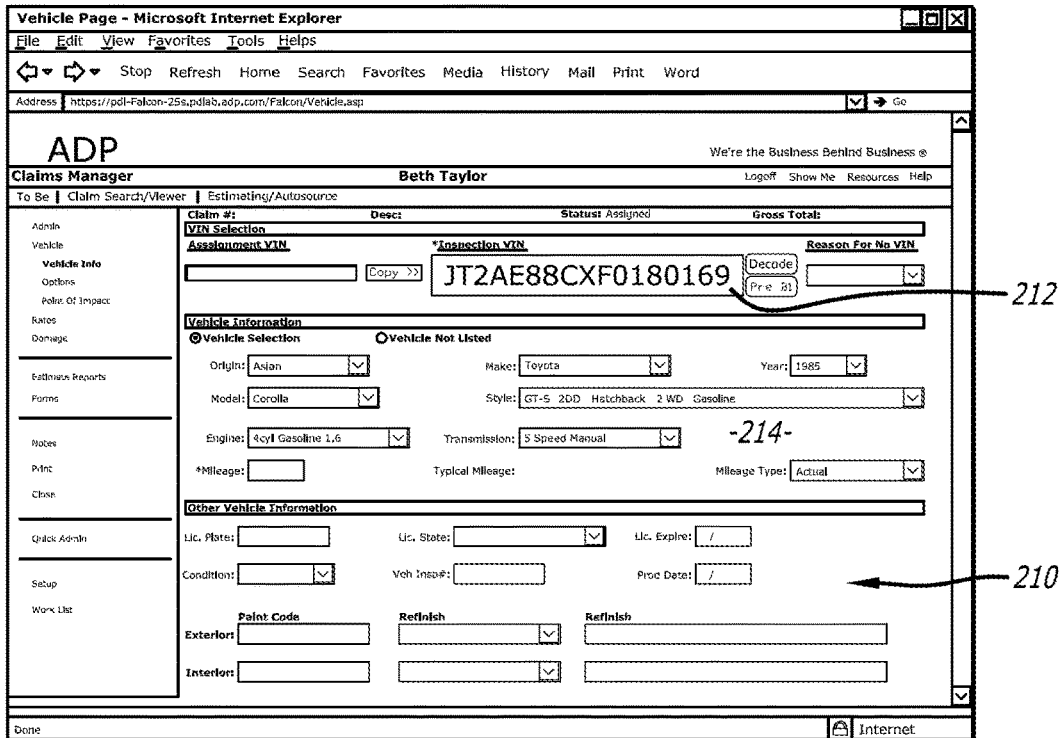 Vehicle Page - Microsoft Internet Explorer
File Edit View Favorites Tools Helps
Stop Refresh Home Search Favorites Media History Mail Print Word
Address https://pdl-Falcon-25s.pdlab.adp.com/Falcon/Vehicle.asp Go
ADP
We're the Business Behind Business ®
Claims Manager Beth Taylor Logoff Show Me Resources Help
To Be | Claim Search/Viewer | Estimating/Autosource
Claim #: Desc: Status: Assigned Gross Total:
Admin
Vehicle
Vehicle Info
Options
Point Of Impact
Rates
Damage
Estimate Reports
Forms
Notes
Print
Close
Quick Admin
Setup
Work List
VIN Selection
Assignment VIN *Inspection VIN Reason For No VIN
Copy >> JT2AE88CXF0180169 Decode
212
Vehicle Information
Vehicle Selection Vehicle Not Listed
Origin: Asian Make: Toyota Year: 1985
Model: Corolla Style: GT-S 2DD Hatchback 2 WD Gasoline
Engine: 4cyl Gasoline 1.6 Transmission: 5 Speed Manual -214-
*Mileage: Typical Mileage: Mileage Type: Actual
Other Vehicle Information
Lic. Plate: Lic. State: Lic. Expire: /
Condition: Veh Insp#: Prod Date: /
210
Paint Code Refinish Refinish
Exterior:
Interior:
Done Internet